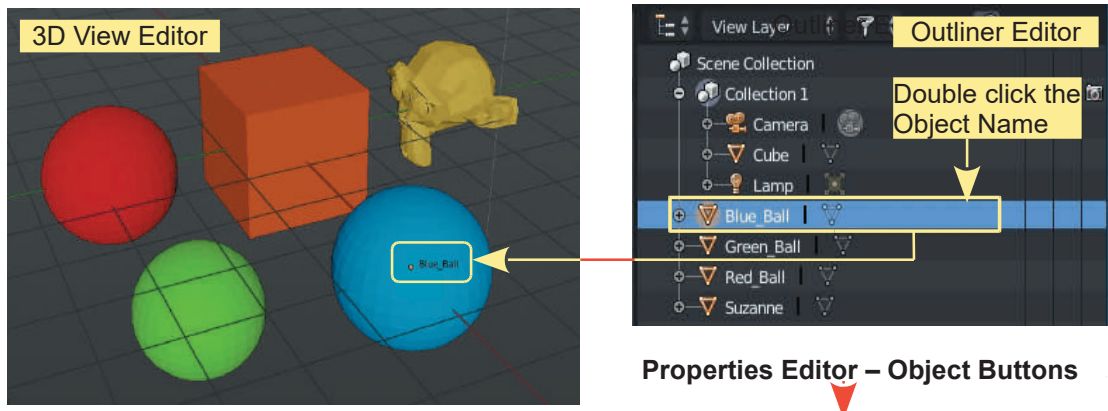 3D View Editor
Blue_Ball
View Layer
Outliner Editor
Scene Collection
Collection 1
Double click the
Object Name
Camera
Cube
Lamp
Blue_Ball
Green_Ball
Red_Ball
Suzanne
Properties Editor – Object Buttons